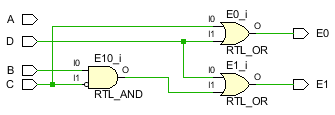 A
E0_i
I0
O
D
I1
E0
RTL_OR
E10_i
E1_i
B
I0
O
I0
O
C
I1
I1
E1
RTL_AND
RTL_OR